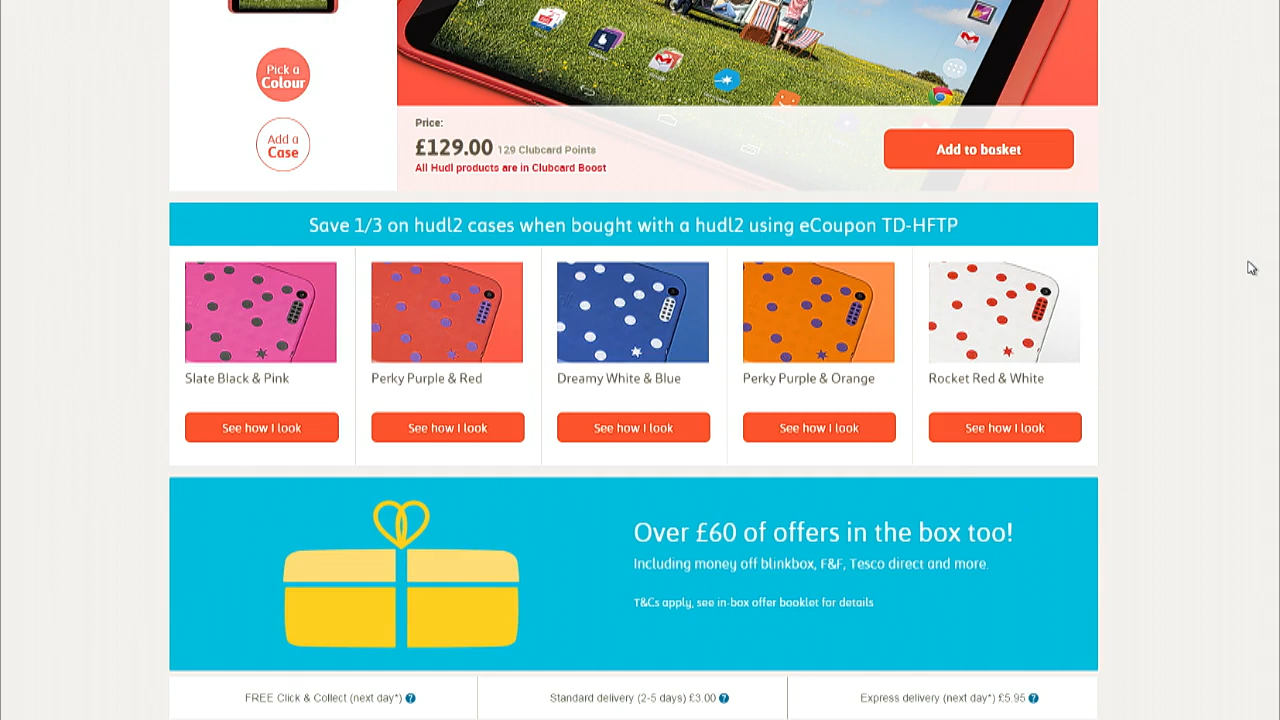 Pick a
Colour
Add a
Case
Price:
£129.00 129 Clubcard Points
All Hudl products are in Clubcard Boost
Add to basket
Save 1/3 on hudl2 cases when bought with a hudl2 using eCoupon TD-HFTP
Slate Black & Pink
Perky Purple & Red
Dreamy White & Blue
Perky Purple & Orange
Rocket Red & White
See how I look
See how I look
See how I look
See how I look
See how I look
Over £60 of offers in the box too!
Including money off blinkbox, F&F, Tesco direct and more.
T&Cs apply, see in-box offer booklet for details
FREE Click & Collect (next day*) ?
Standard delivery (2-5 days) £3.00 ?
Express delivery (next day*) £5.95 ?